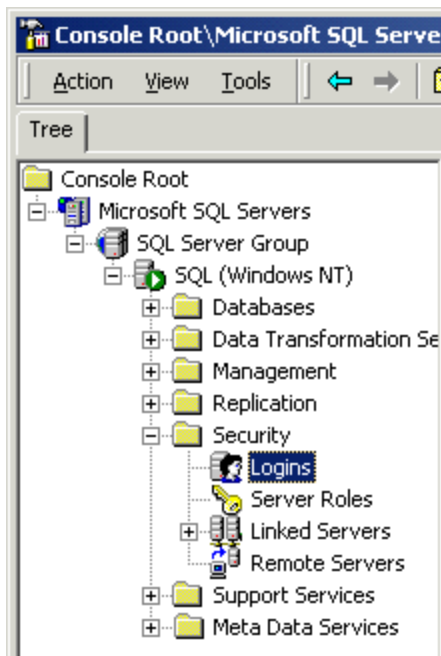 Console Root\Microsoft SQL Serve
Action View Tools
Tree
Console Root
Microsoft SQL Servers
SQL Server Group
SQL (Windows NT)
Databases
Data Transformation Se
Management
Replication
Security
Logins
Server Roles
Linked Servers
Remote Servers
Support Services
Meta Data Services